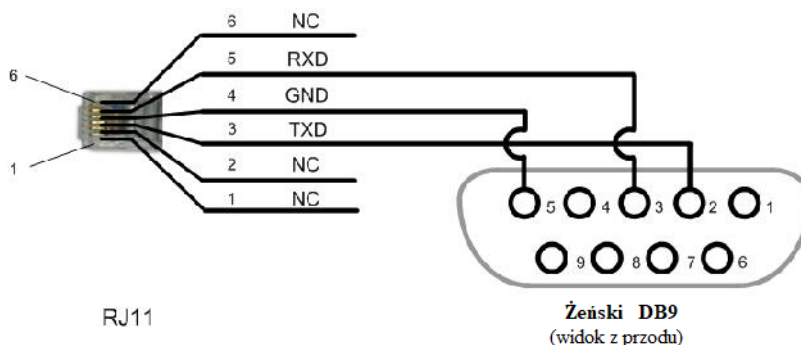 6 NC
5 RXD
4 GND
3 TXD
2 NC
1 NC
6
1
5 4 3 2 1
9 8 7 6
RJ11
Żeński DB9
(widok z przodu)